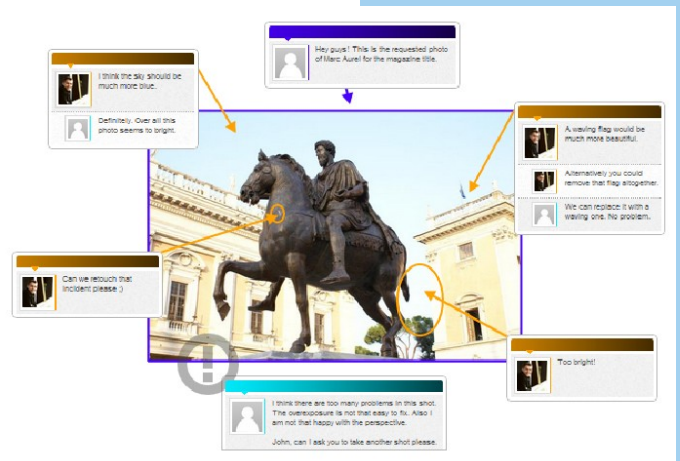 Hey guys! This is the requested photo
of Marc Aurel for the magazine title.
I think the sky should be
much more blue.
Definitely. Over all this
photo seems to bright.
A waving flag would be
much more beautiful.
Alternatively you could
remove that flag altogether.
We can replace it with a
waving one. No problem.
Can we retouch that
incident please ;)
Too bright!
I think there are too many problems in this shot.
The overexposure is not that easy to fix. Also I
am not that happy with the perspective.
John, can I ask you to take another shot please.